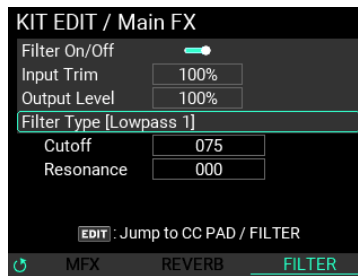 KIT EDIT / Main FX
Filter On/Off
Input Trim 100%
Output Level 100%
Filter Type [Lowpass 1]
Cutoff 075
Resonance 000
EDIT : Jump to CC PAD / FILTER
MFX REVERB FILTER